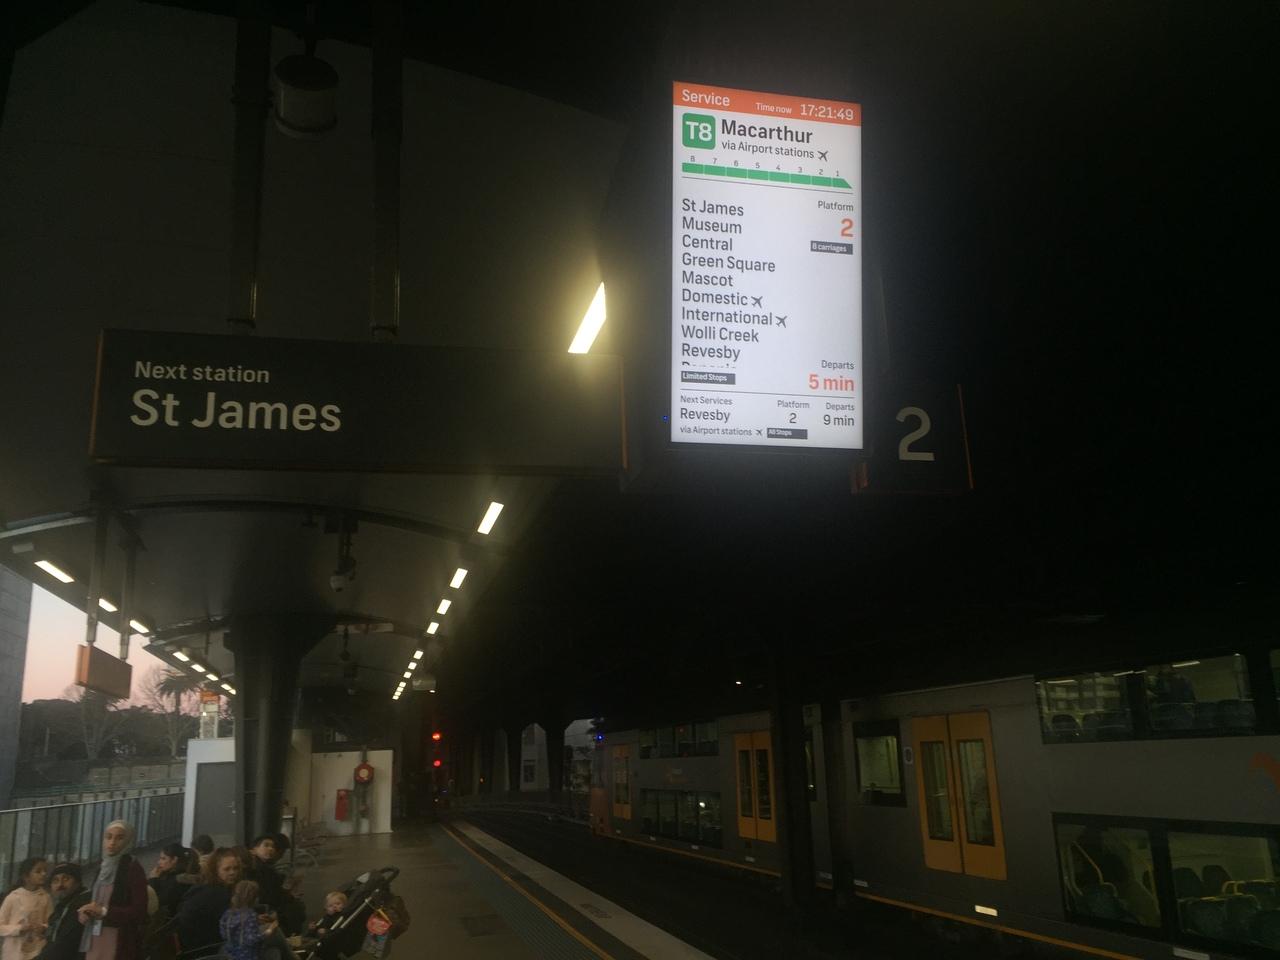 Service Time now 17:21:49
T8 Macarthur
via Airport stations
8 7 6 5 4 3 2 1
St James
Museum
Central
Green Square
Mascot
Domestic
International
Wolli Creek
Revesby
Platform
2
8 carriages
Limited Stops
Departs
5 min
Next Services Platform Departs
Revesby 2 9 min
via Airport stations All Stops
Next station
St James
2